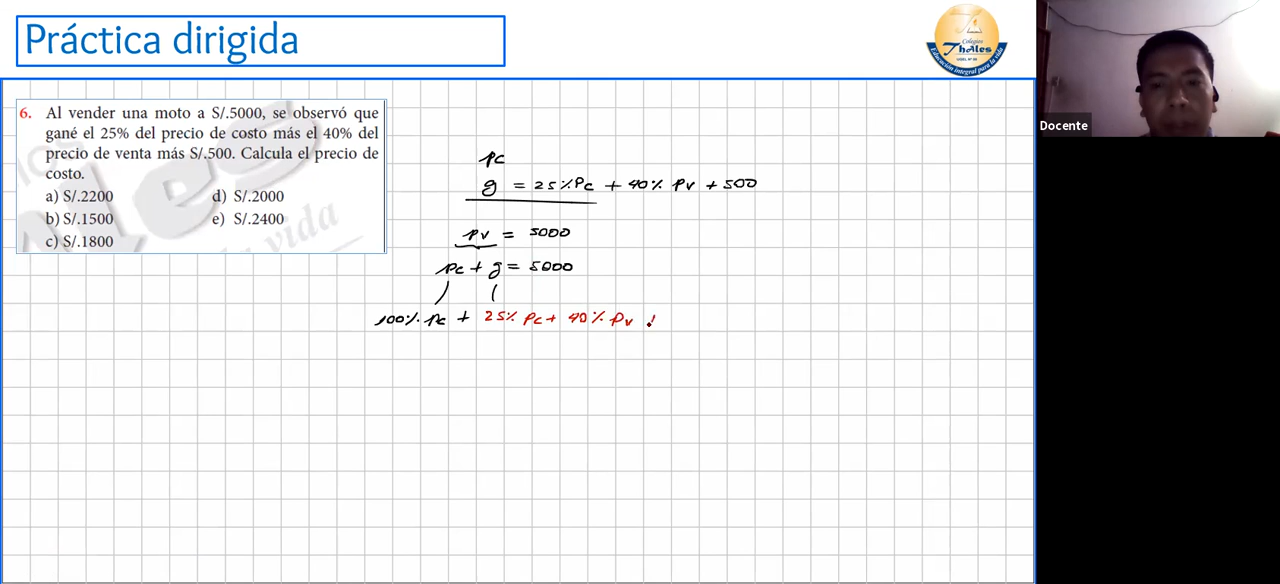 Práctica dirigida
Colegios
Thales
Educación integral para la vida
Docente
6. Al vender una moto a S/.5000, se observó que
gané el 25% del precio de costo más el 40% del
precio de venta más S/.500. Calcula el precio de
costo.
a) S/.2200 d) S/.2000
b) S/.1500 e) S/.2400
c) S/.1800
pc
g = 25% Pc + 40% Pv + 500
pv = 5000
pc + g = 5000
100% pc + 25% pc + 40% Pv